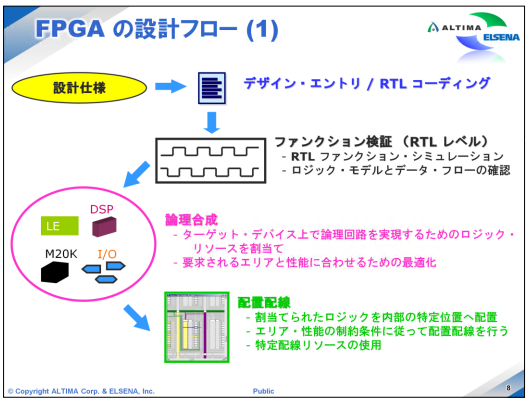 FPGA の設計フロー (1)
ALTIMA
ELSENA
設計仕様
デザイン・エントリ / RTL コーディング
ファンクション検証 （RTL レベル）
- RTL ファンクション・シミュレーション
- ロジック・モデルとデータ・フローの確認
DSP
LE
M20K
I/O
論理合成
- ターゲット・デバイス上で論理回路を実現するためのロジック・
リソースを割当て
- 要求されるエリアと性能に合わせるための最適化
配置配線
- 割当てられたロジックを内部の特定位置へ配置
- エリア・性能の制約条件に従って配置配線を行う
- 特定配線リソースの使用
© Copyright ALTIMA Corp. & ELSENA, Inc.
Public
8